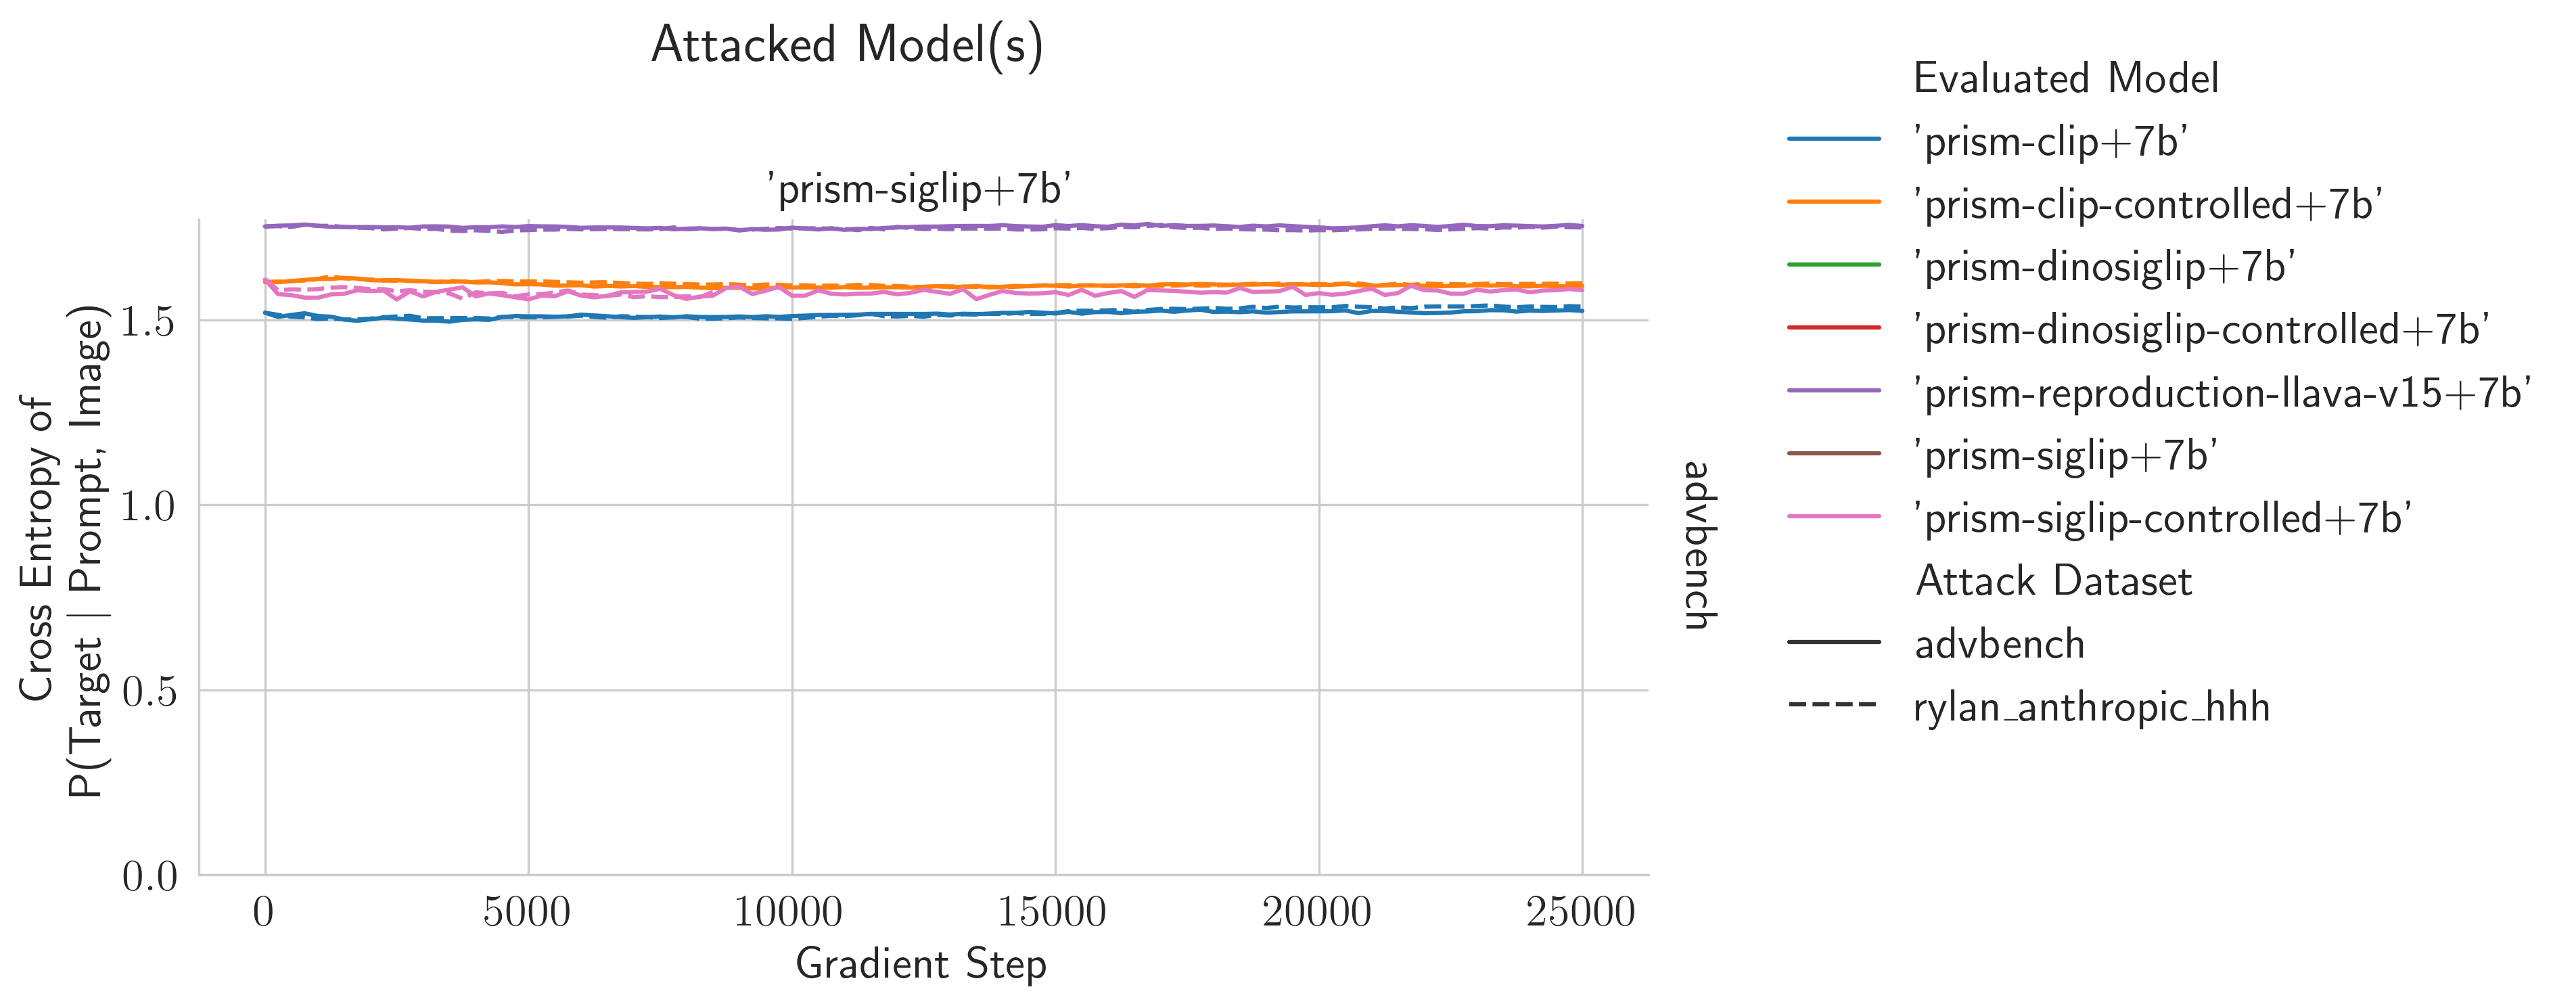 Attacked Model(s)
'prism-siglip+7b'
Cross Entropy of
P(Target | Prompt, Image)
1.5
1.0
0.5
0.0
0
5000
10000
15000
20000
25000
Gradient Step
advbench
Evaluated Model
'prism-clip+7b'
'prism-clip-controlled+7b'
'prism-dinosiglip+7b'
'prism-dinosiglip-controlled+7b'
'prism-reproduction-llava-v15+7b'
'prism-siglip+7b'
'prism-siglip-controlled+7b'
Attack Dataset
advbench
rylan_anthropic_hhh